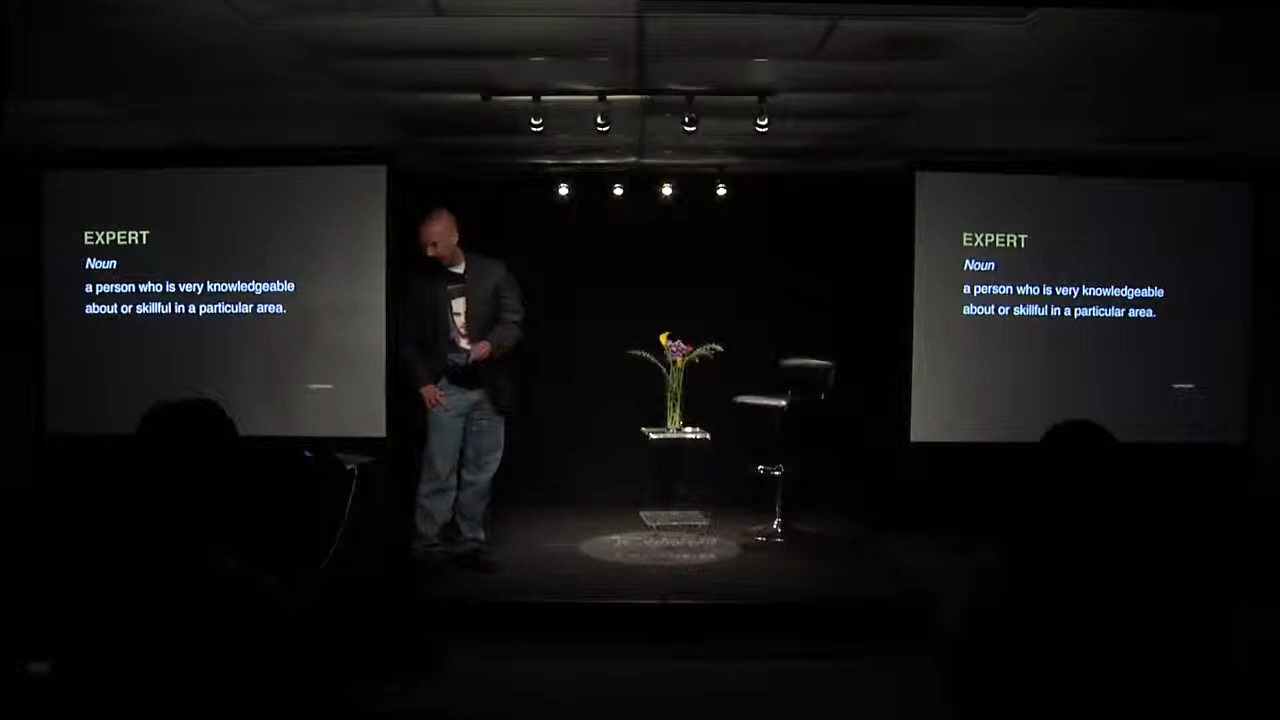 EXPERT
Noun
a person who is very knowledgeable
about or skillful in a particular area.
EXPERT
Noun
a person who is very knowledgeable
about or skillful in a particular area.